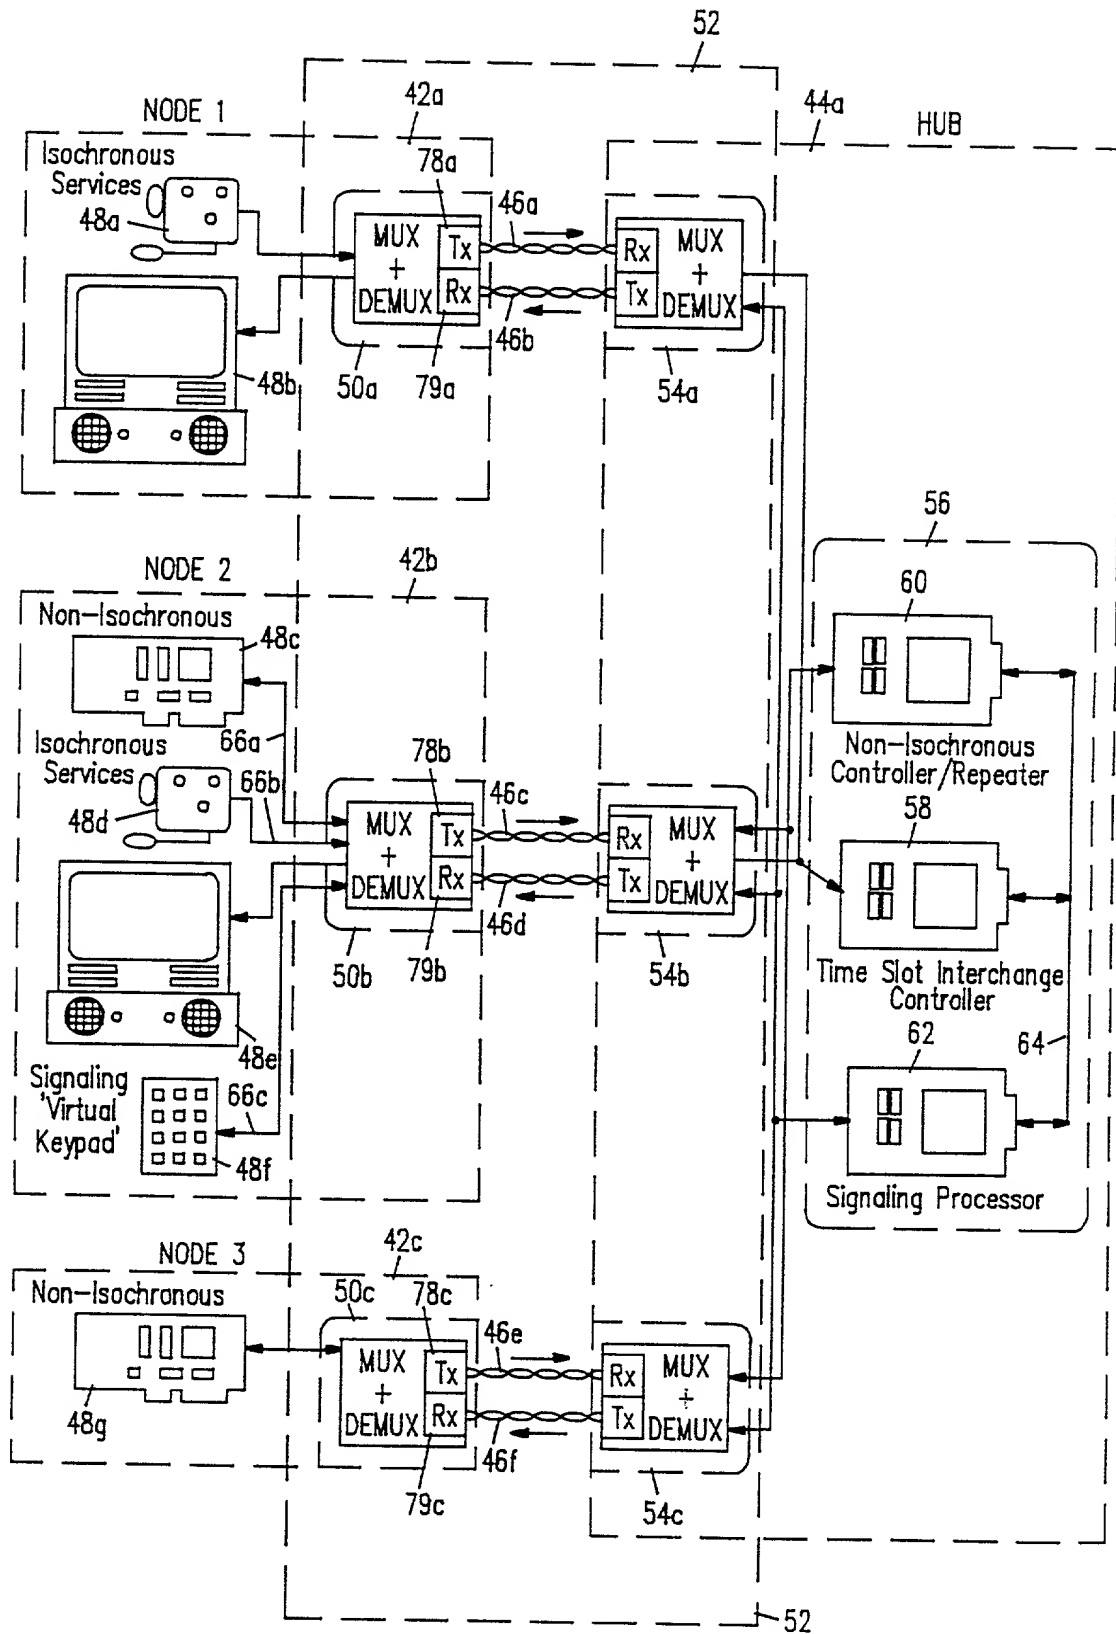 52
NODE 1
42a
44a
HUB
Isochronous
Services
48a
78a
46a
MUX
+
DEMUX
Tx
Rx
Rx
Tx
MUX
+
DEMUX
46b
48b
50a
79a
54a
56
NODE 2
42b
60
Non-Isochronous
48c
66a
Isochronous
Services
66b
48d
78b
46c
MUX
+
DEMUX
Tx
Rx
Rx
Tx
MUX
+
DEMUX
Non-Isochronous
Controller/Repeater
58
46d
50b
79b
54b
Time Slot Interchange
Controller
48e
62
64
Signaling
'Virtual
Keypad'
66c
48f
Signaling Processor
NODE 3
42c
Non-Isochronous
50c
78c
46e
MUX
+
DEMUX
Tx
Rx
Rx
Tx
MUX
+
DEMUX
48g
46f
79c
54c
52